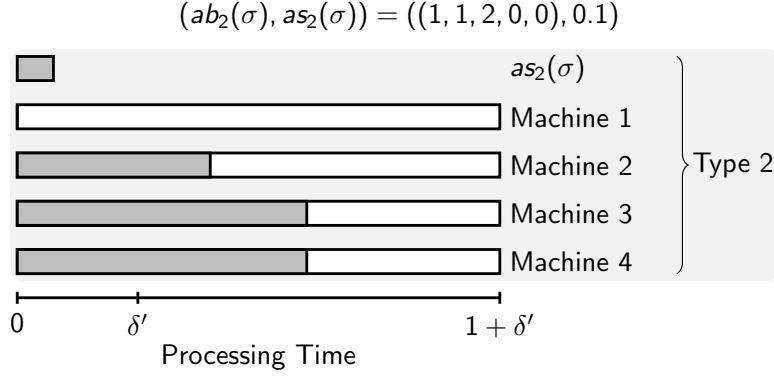 (ab₂(σ), as₂(σ)) = ((1, 1, 2, 0, 0), 0.1)
as₂(σ)
Machine 1
Machine 2
Type 2
Machine 3
Machine 4
0 δ′ 1 + δ′
Processing Time